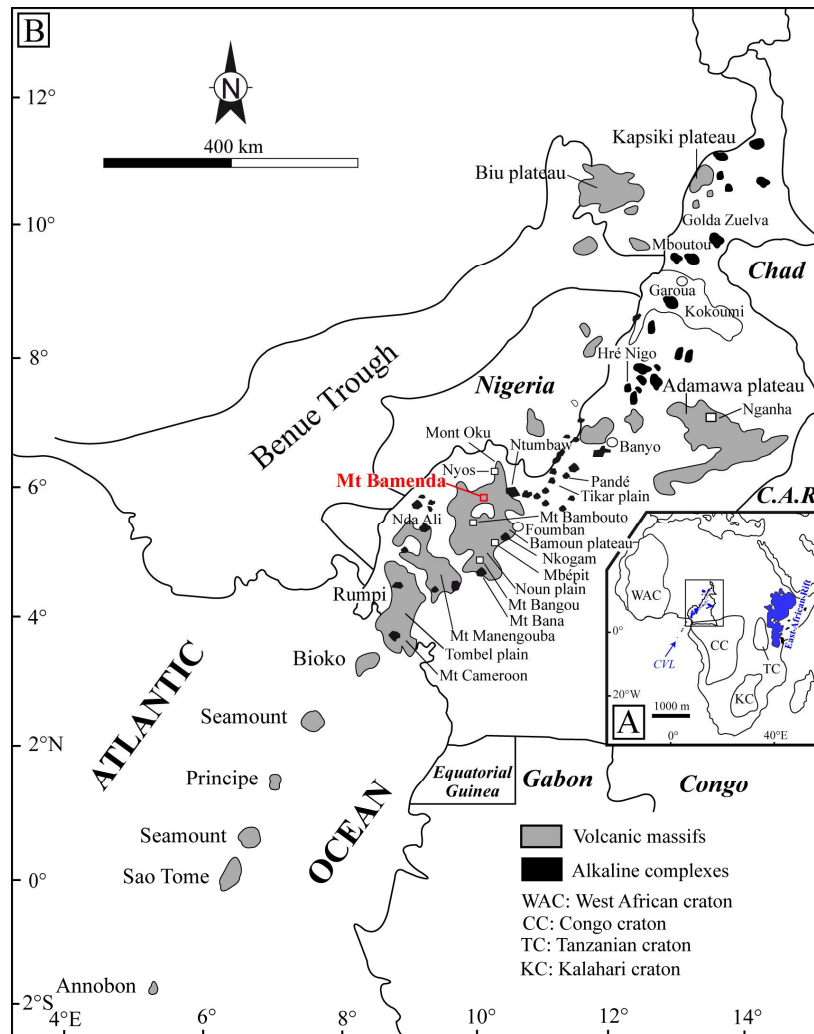 B
N
400 km
12°
10°
8°
6°
4°
2°N
0°
2°S
4°E
6°
8°
10°
12°
14°
Kapsiki plateau
Biu plateau
Golda Zuelva
Mboutou
Chad
Garoua
Kokoumi
Hré Nigo
Adamawa plateau
Nganha
Nigeria
Benue Trough
Mont Oku
Ntumbaw
Banyo
Nyos
Mt Bamenda
Pandé
Tikar plain
C.A.R
Nda Ali
Mt Bambouto
Foumban
Bamoun plateau
Nkogam
Mbépit
Noun plain
Mt Bangou
Mt Bana
Rumpi
Mt Manengouba
Tombel plain
Mt Cameroon
Bioko
ATLANTIC
OCEAN
Seamount
Principe
Seamount
Sao Tome
Annobon
Equatorial
Guinea
Gabon
Congo
WAC
East-African Rift
0°
CVL
CC
TC
KC
20°W
A
1000 m
0°
40°E
Volcanic massifs
Alkaline complexes
WAC: West African craton
CC: Congo craton
TC: Tanzanian craton
KC: Kalahari craton